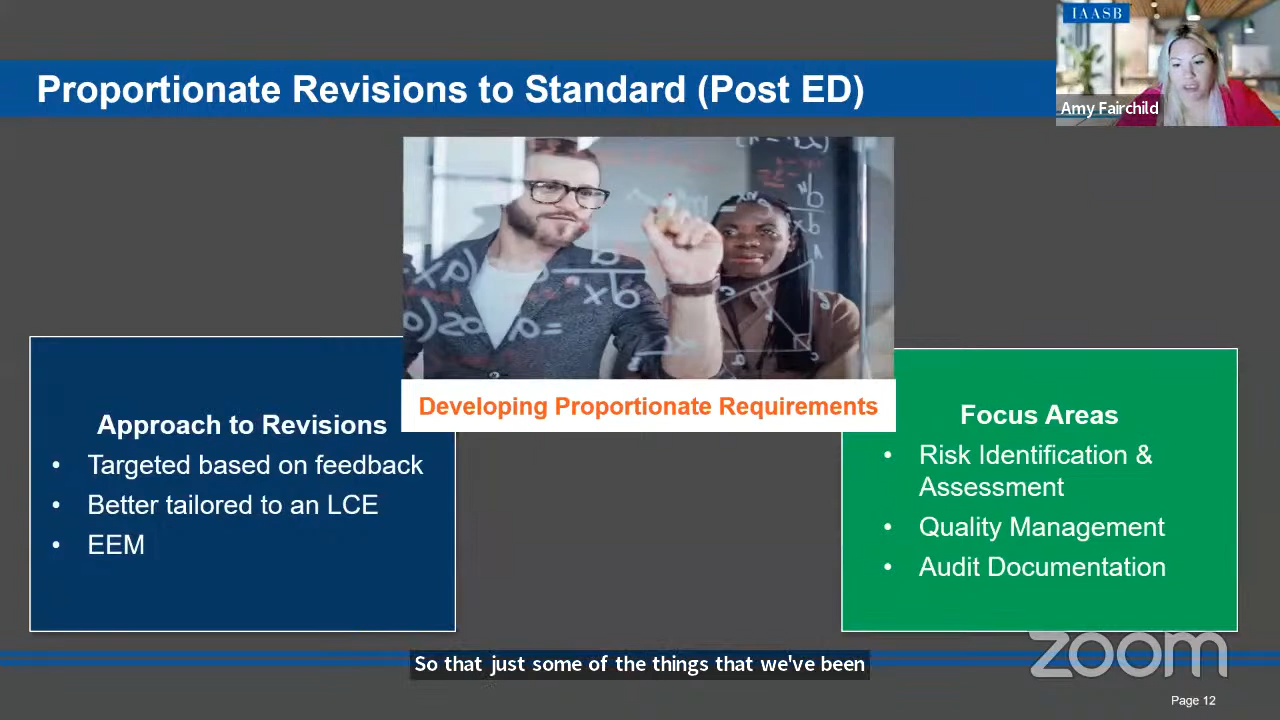 IAASB
Proportionate Revisions to Standard (Post ED)
Amy Fairchild
Developing Proportionate Requirements
Approach to Revisions
• Targeted based on feedback
• Better tailored to an LCE
• EEM
Focus Areas
• Risk Identification &
Assessment
• Quality Management
• Audit Documentation
So that just some of the things that we've been
zoom
Page 12